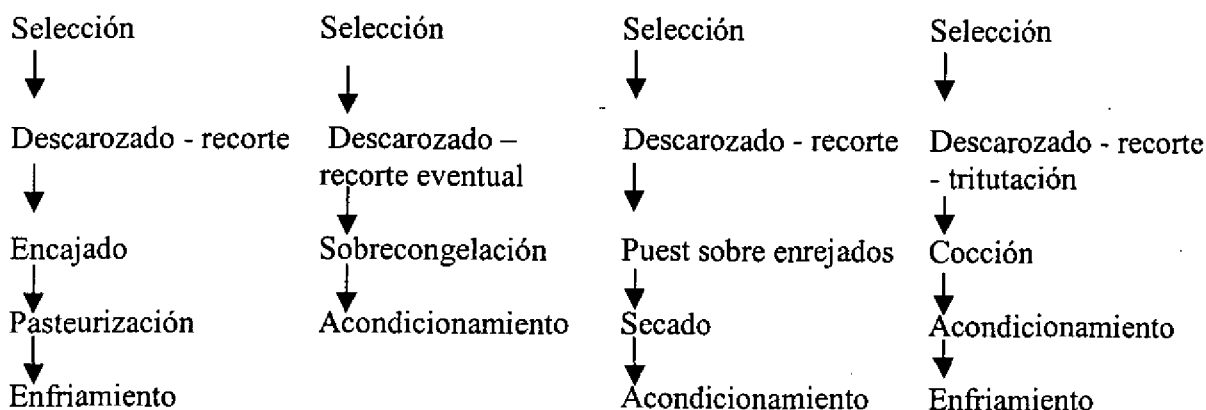 Selección
Descarozado - recorte
Encajado
Pasteurización
Enfriamiento
Selección
Descarozado –
recorte eventual
Sobrecongelación
Acondicionamiento
Selección
Descarozado - recorte
Puest sobre enrejados
Secado
Acondicionamiento
Selección
Descarozado - recorte
- tritutación
Cocción
Acondicionamiento
Enfriamiento